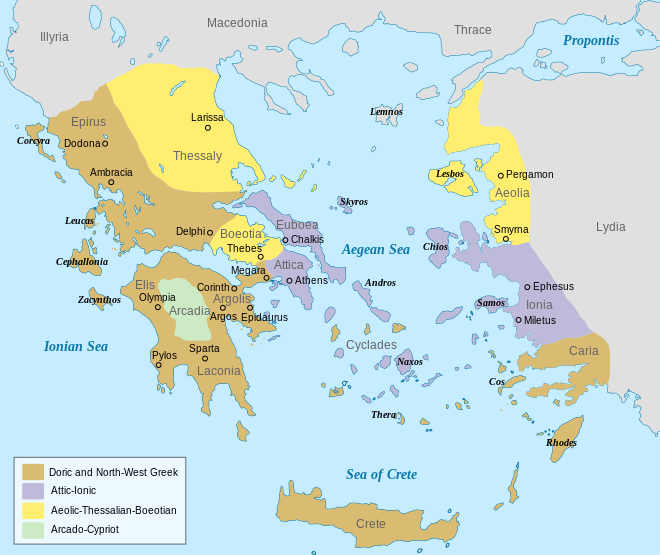 Macedonia
Thrace
Illyria
Propontis
Lemnos
Larissa
Epirus
Corcyra
Dodona
Thessaly
Ambracia
Lesbos
Pergamon
Aeolia
Skyros
Leucas
Delphi
Boeotia
Euboea
Chalkis
Thebes
Smyrna
Lydia
Aegean Sea
Chios
Cephallonia
Attica
Megara
Athens
Andros
Elis
Corinth
Ephesus
Zacynthos
Olympia
Argolis
Samos
Ionia
Arcadia
Argos
Epidaurus
Miletus
Ionian Sea
Cyclades
Sparta
Pylos
Laconia
Naxos
Caria
Cos
Thera
Rhodes
Sea of Crete
Crete
Doric and North-West Greek
Attic-Ionic
Aeolic-Thessalian-Boeotian
Arcado-Cypriot